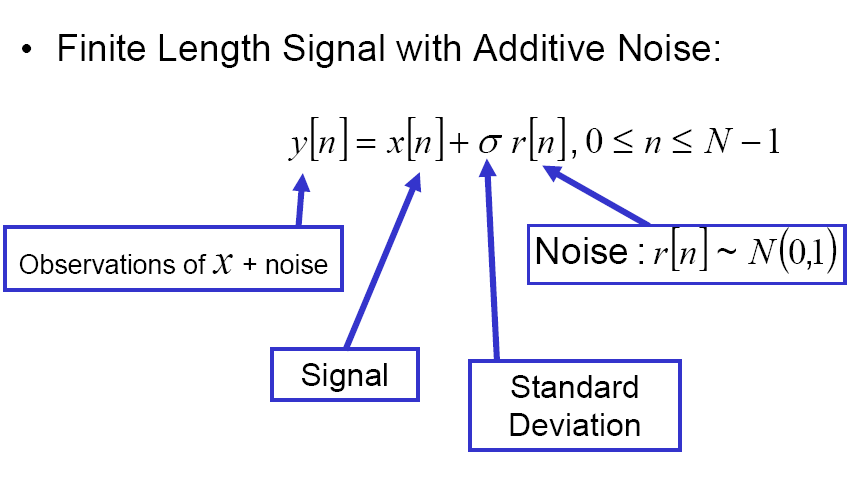 • Finite Length Signal with Additive Noise:
y[n] = x[n] + σ r[n], 0 ≤ n ≤ N − 1
Observations of x + noise
Noise : r[n] ~ N(0,1)
Signal
Standard
Deviation